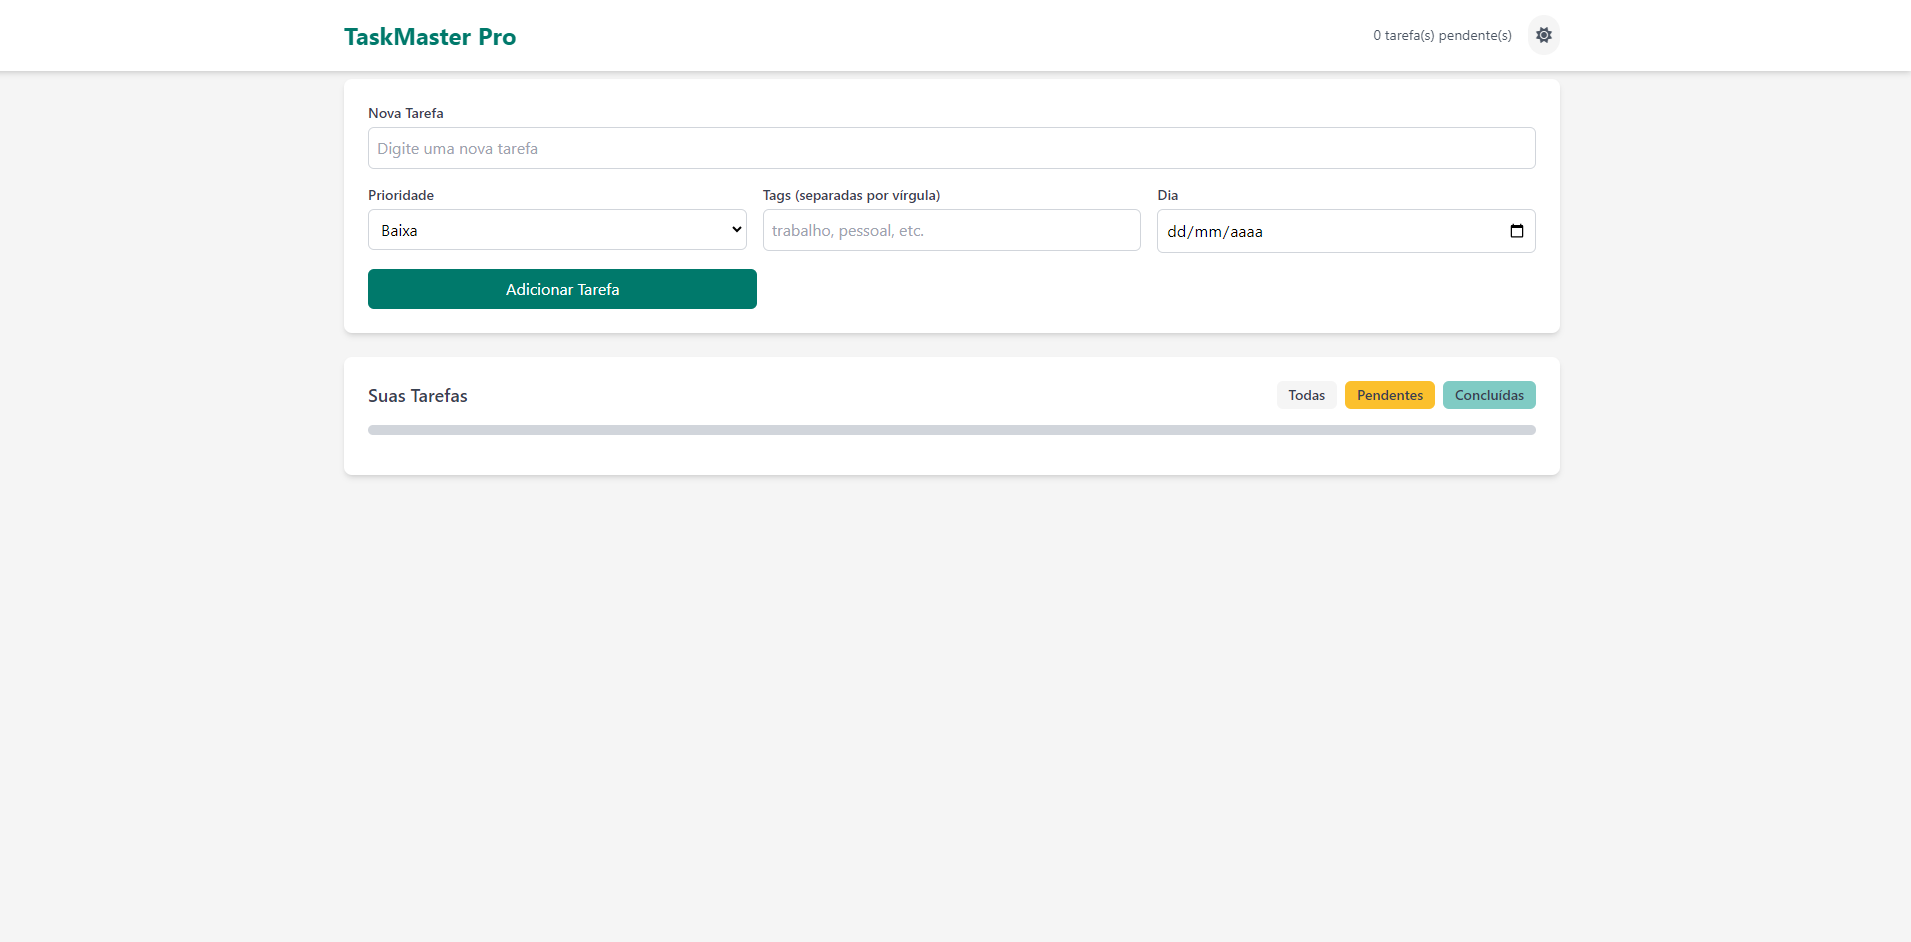 TaskMaster Pro
0 tarefa(s) pendente(s)
Nova Tarefa
Digite uma nova tarefa
Prioridade
Tags (separadas por vírgula)
Dia
Baixa
trabalho, pessoal, etc.
dd/mm/aaaa
Adicionar Tarefa
Suas Tarefas
Todas
Pendentes
Concluídas